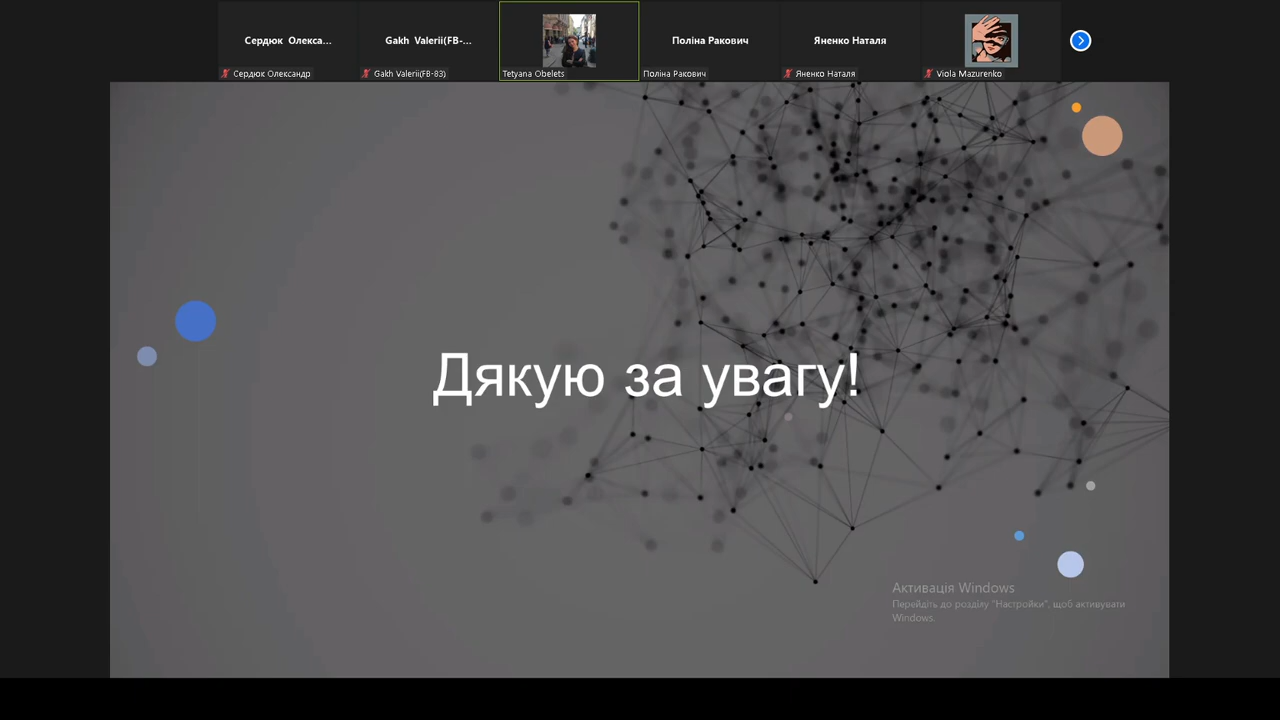 Сердюк Олекса...
Gakh Valerii(FB-...
Поліна Ракович
Яненко Наталя
Сердюк Олександр
Gakh Valerii(FB-83)
Tetyana Obelets
Поліна Ракович
Яненко Наталя
Viola Mazurenko
Дякую за увагу!
Активація Windows
Перейдіть до розділу "Настройки", щоб активувати
Windows.